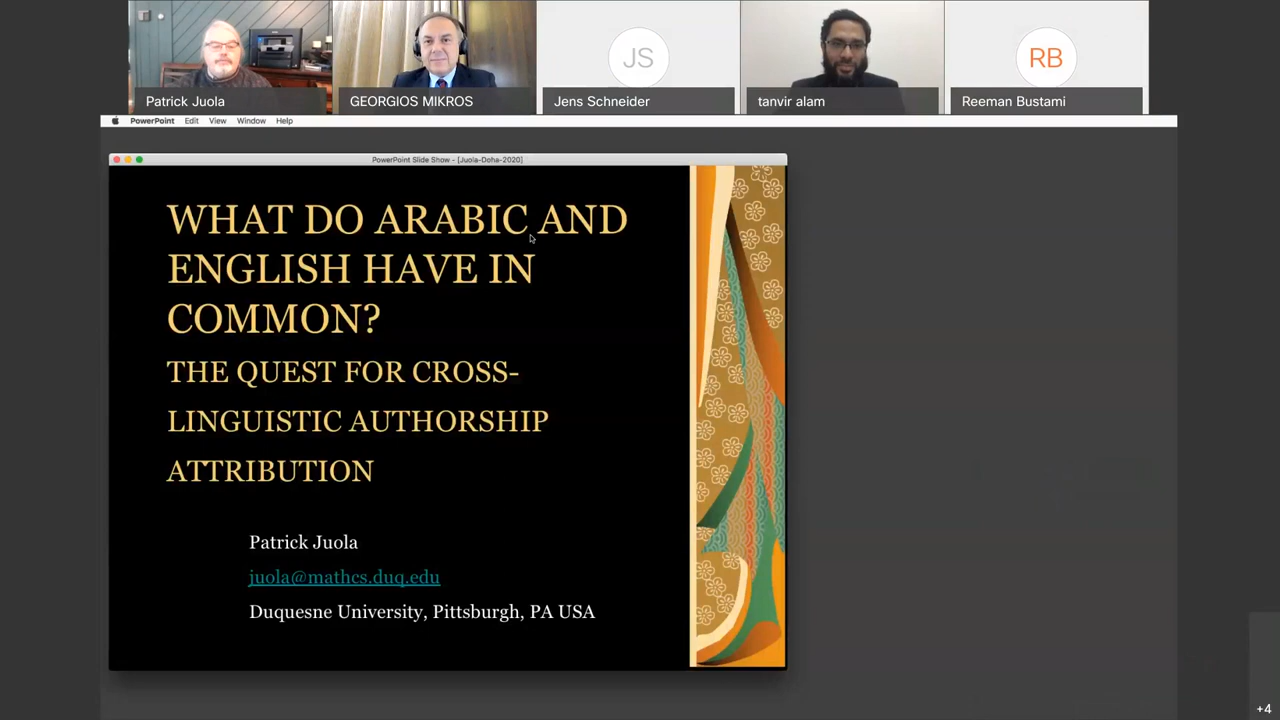 JS
RB
Patrick Juola
GEORGIOS MIKROS
Jens Schneider
tanvir alam
Reeman Bustami
PowerPoint Edit View Window Help
PowerPoint Slide Show - [Juola-Doha-2020]
WHAT DO ARABIC AND
ENGLISH HAVE IN
COMMON?
THE QUEST FOR CROSS-
LINGUISTIC AUTHORSHIP
ATTRIBUTION
Patrick Juola
juola@mathcs.duq.edu
Duquesne University, Pittsburgh, PA USA
+4